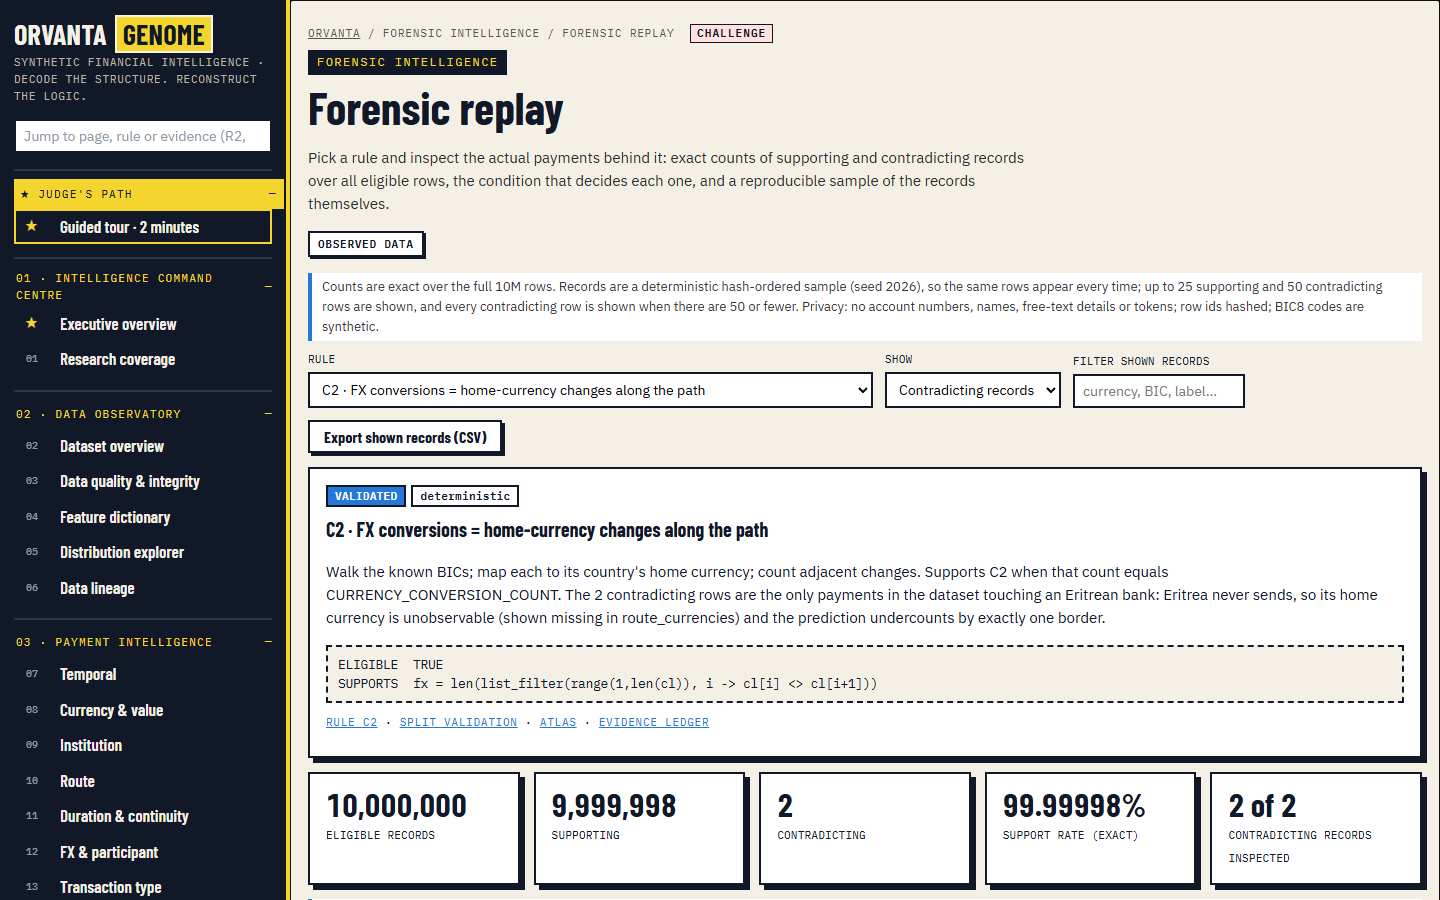 ORVANTA GENOME
SYNTHETIC FINANCIAL INTELLIGENCE ·
DECODE THE STRUCTURE. RECONSTRUCT
THE LOGIC.
Jump to page, rule or evidence (R2,
★ JUDGE'S PATH –
★ Guided tour · 2 minutes
01 · INTELLIGENCE COMMAND
CENTRE –
★ Executive overview
01 Research coverage
02 · DATA OBSERVATORY –
02 Dataset overview
03 Data quality & integrity
04 Feature dictionary
05 Distribution explorer
06 Data lineage
03 · PAYMENT INTELLIGENCE –
07 Temporal
08 Currency & value
09 Institution
10 Route
11 Duration & continuity
12 FX & participant
13 Transaction type
ORVANTA / FORENSIC INTELLIGENCE / FORENSIC REPLAY CHALLENGE
FORENSIC INTELLIGENCE
Forensic replay
Pick a rule and inspect the actual payments behind it: exact counts of supporting and contradicting records
over all eligible rows, the condition that decides each one, and a reproducible sample of the records
themselves.
OBSERVED DATA
Counts are exact over the full 10M rows. Records are a deterministic hash-ordered sample (seed 2026), so the same rows appear every time; up to 25 supporting and 50 contradicting
rows are shown, and every contradicting row is shown when there are 50 or fewer. Privacy: no account numbers, names, free-text details or tokens; row ids hashed; BIC8 codes are
synthetic.
RULE SHOW FILTER SHOWN RECORDS
C2 · FX conversions = home-currency changes along the path Contradicting records currency, BIC, label...
Export shown records (CSV)
VALIDATED deterministic
C2 · FX conversions = home-currency changes along the path
Walk the known BICs; map each to its country's home currency; count adjacent changes. Supports C2 when that count equals
CURRENCY_CONVERSION_COUNT. The 2 contradicting rows are the only payments in the dataset touching an Eritrean bank: Eritrea never sends, so its home
currency is unobservable (shown missing in route_currencies) and the prediction undercounts by exactly one border.
ELIGIBLE TRUE
SUPPORTS fx = len(list_filter(range(1,len(cl)), i -> cl[i] <> cl[i+1]))
RULE C2 · SPLIT VALIDATION · ATLAS · EVIDENCE LEDGER
10,000,000 9,999,998 2 99.99998% 2 of 2
ELIGIBLE RECORDS SUPPORTING CONTRADICTING SUPPORT RATE (EXACT) CONTRADICTING RECORDS
INSPECTED